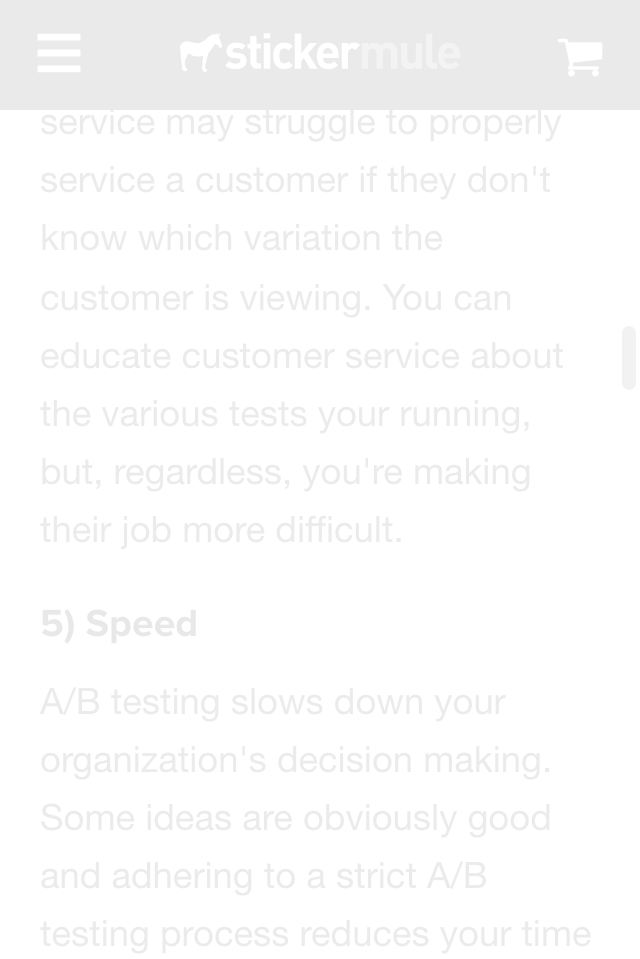 stickermule
service may struggle to properly
service a customer if they don't
know which variation the
customer is viewing. You can
educate customer service about
the various tests your running,
but, regardless, you're making
their job more difficult.
5) Speed
A/B testing slows down your
organization's decision making.
Some ideas are obviously good
and adhering to a strict A/B
testing process reduces your time